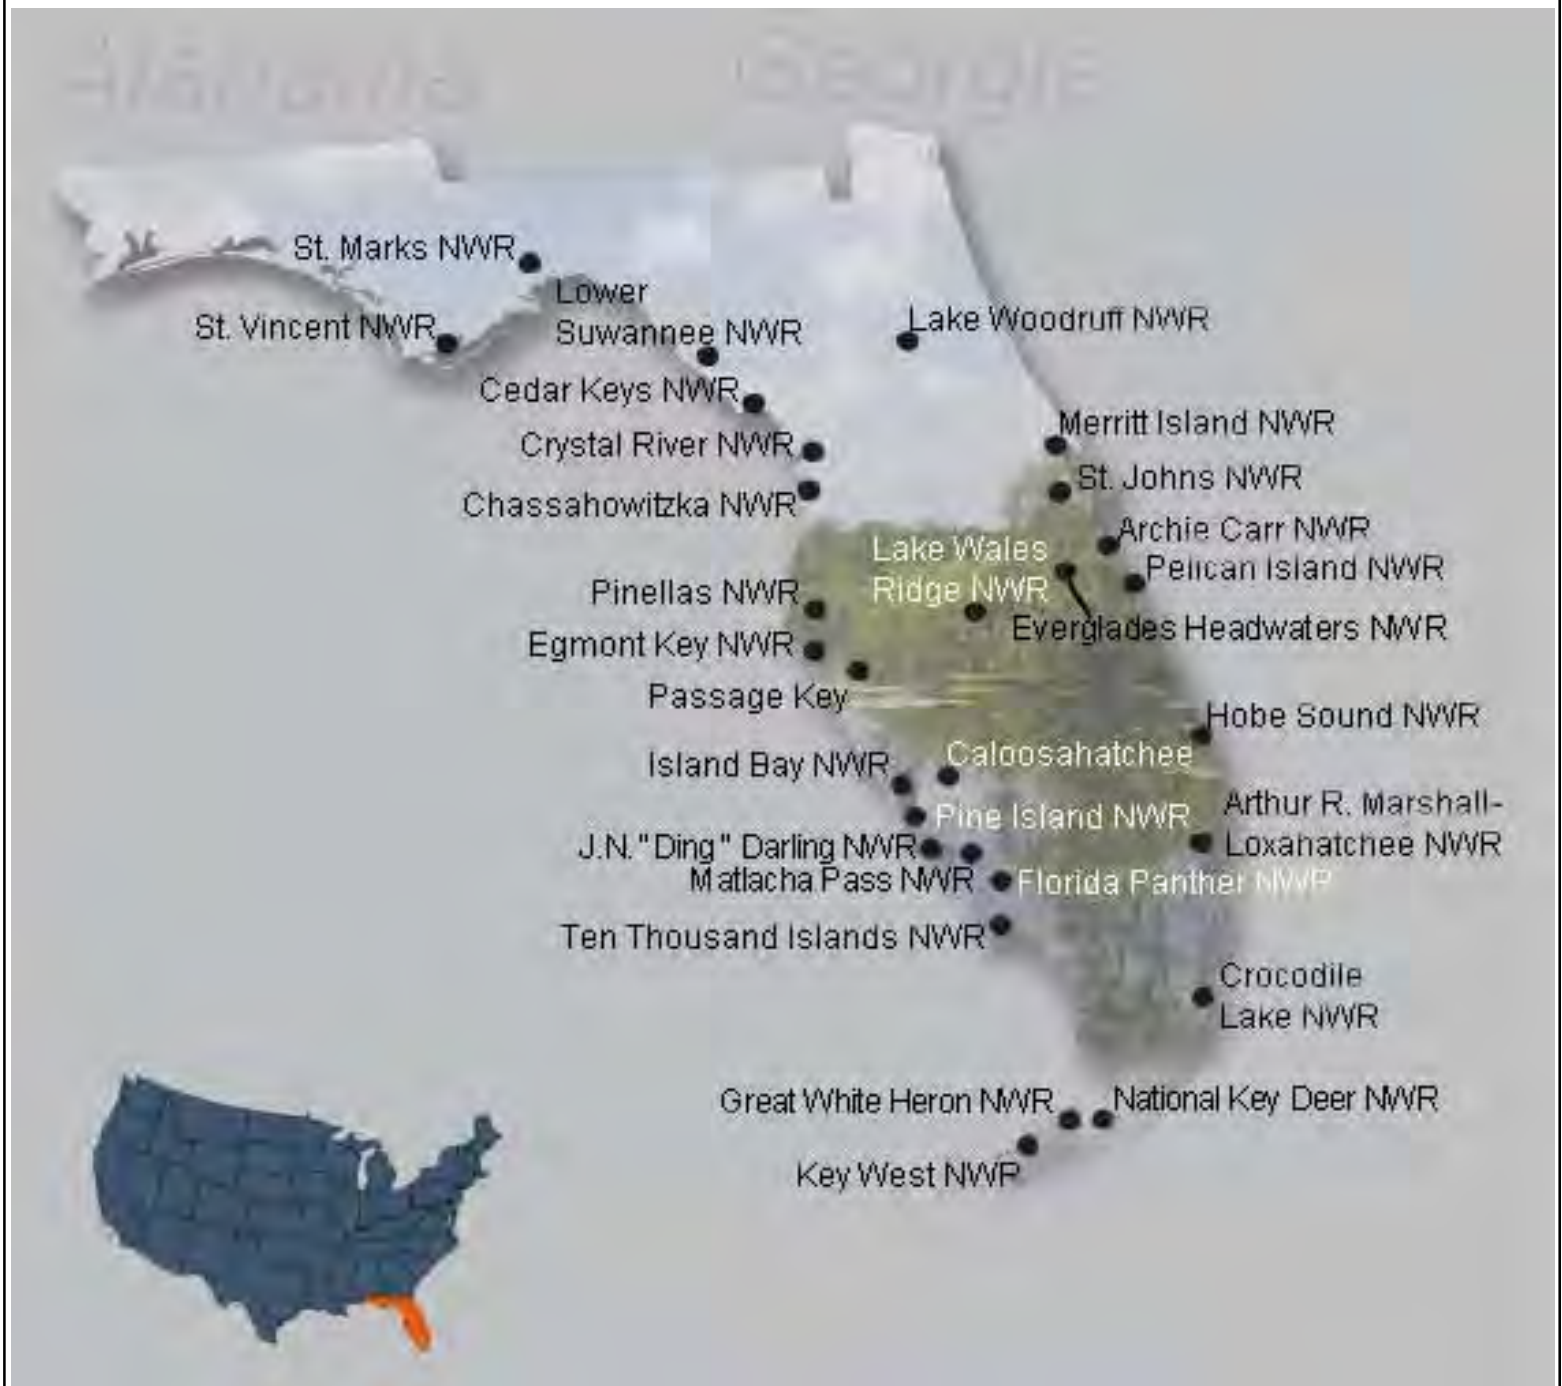 Alabama
Georgia
St. Marks NWR
Lower
Suwannee NWR
St. Vincent NWR
Lake Woodruff NWR
Cedar Keys NWR
Merritt Island NWR
Crystal River NWR
St. Johns NWR
Chassahowitzka NWR
Archie Carr NWR
Lake Wales
Ridge NWR
Pelican Island NWR
Pinellas NWR
Everglades Headwaters NWR
Egmont Key NWR
Passage Key
Hobe Sound NWR
Caloosahatchee
Island Bay NWR
Arthur R. Marshall-
Loxahatchee NWR
Pine Island NWR
J.N."Ding" Darling NWR
Matlacha Pass NWR
Florida Panther NWR
Ten Thousand Islands NWR
Crocodile
Lake NWR
Great White Heron NWR
National Key Deer NWR
Key West NWR